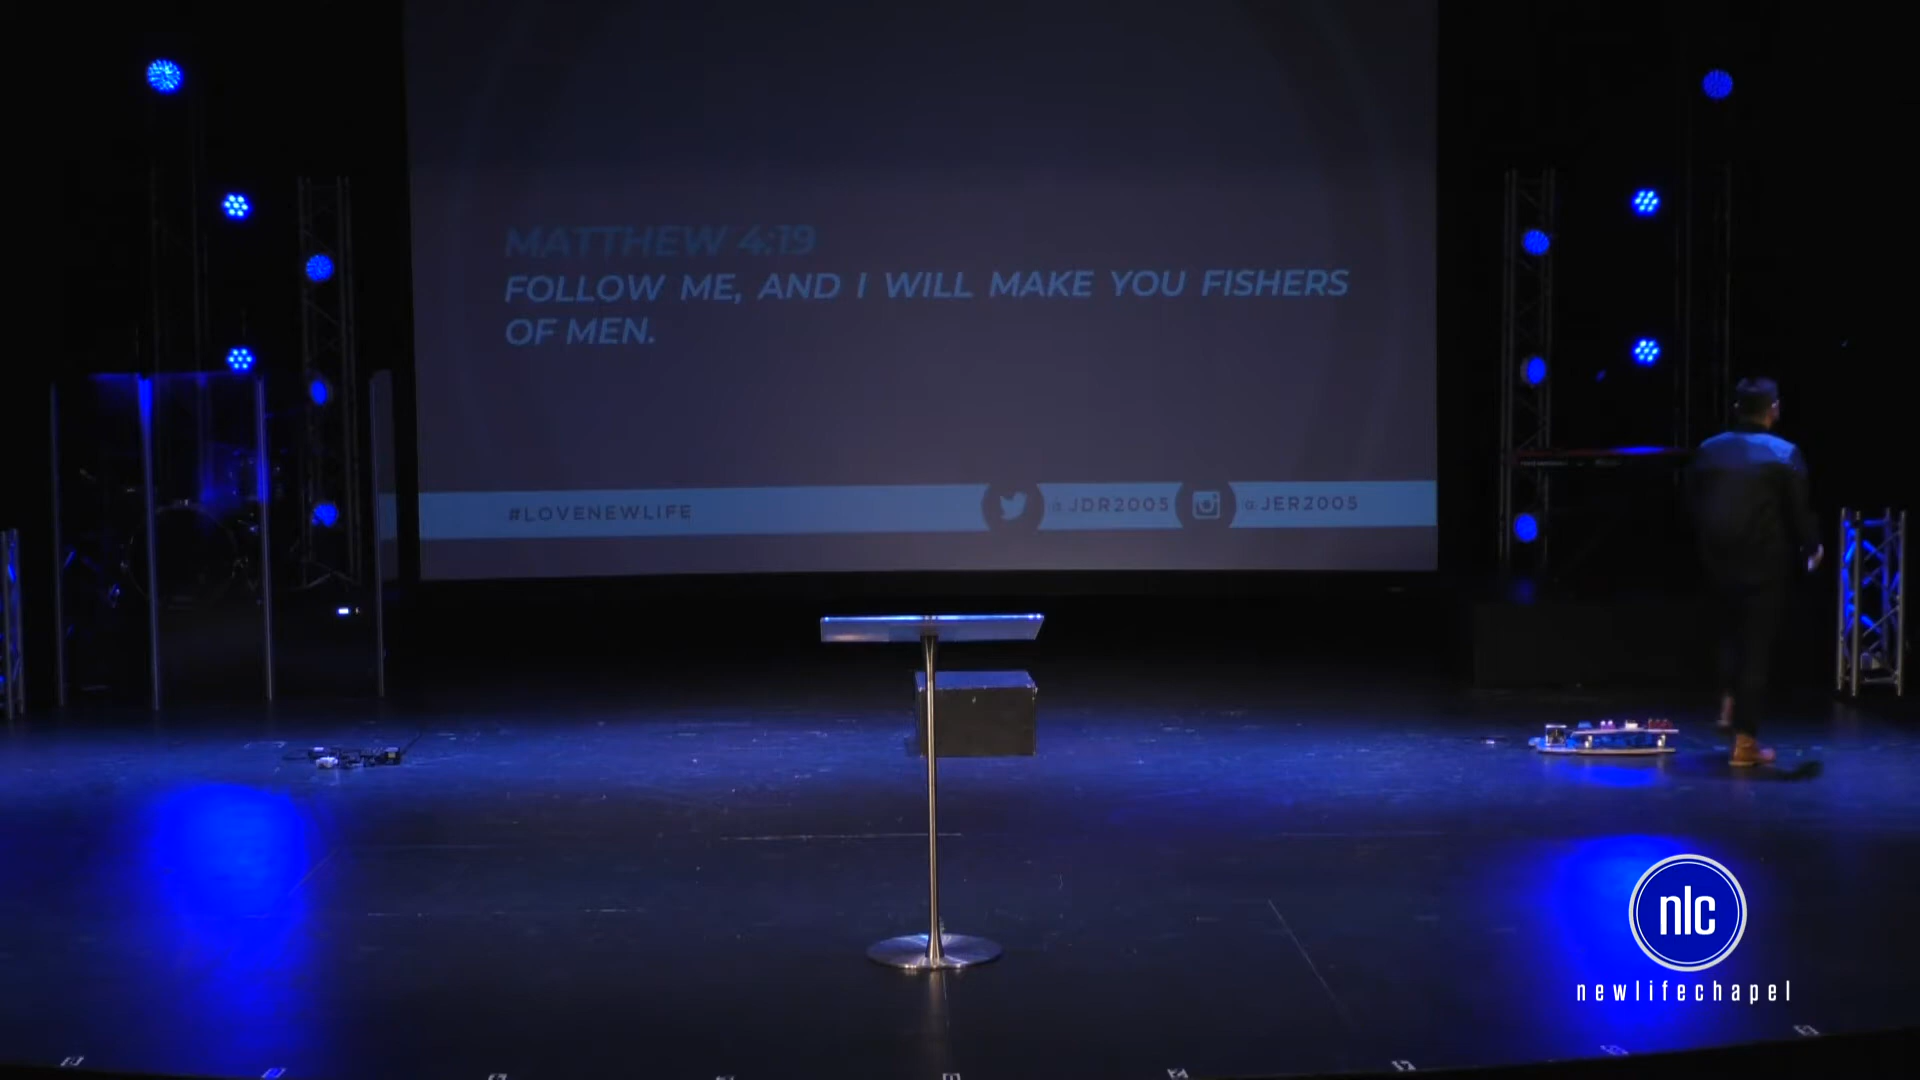 MATTHEW 4:19
FOLLOW ME, AND I WILL MAKE YOU FISHERS
OF MEN.
#LOVENEWLIFE @JDR2005 @JER2005
nlc
newlifechapel